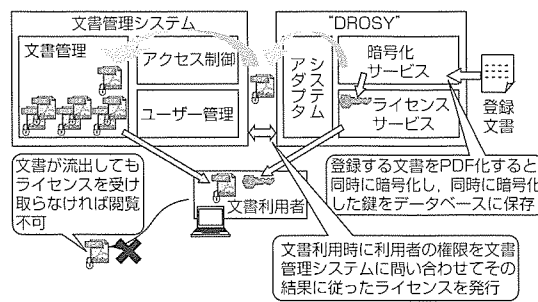 文書管理システム
文書管理
アクセス制御
ユーザー管理
“DROSY”
システム
アダプタ
暗号化
サービス
ライセンス
サービス
登録
文書
文書が流出しても
ライセンスを受け
取らなければ閲覧
不可
文書利用者
登録する文書をPDF化すると
同時に暗号化し，同時に暗号化
した鍵をデータベースに保存
文書利用時に利用者の権限を文書
管理システムに問い合わせてその
結果に従ったライセンスを発行